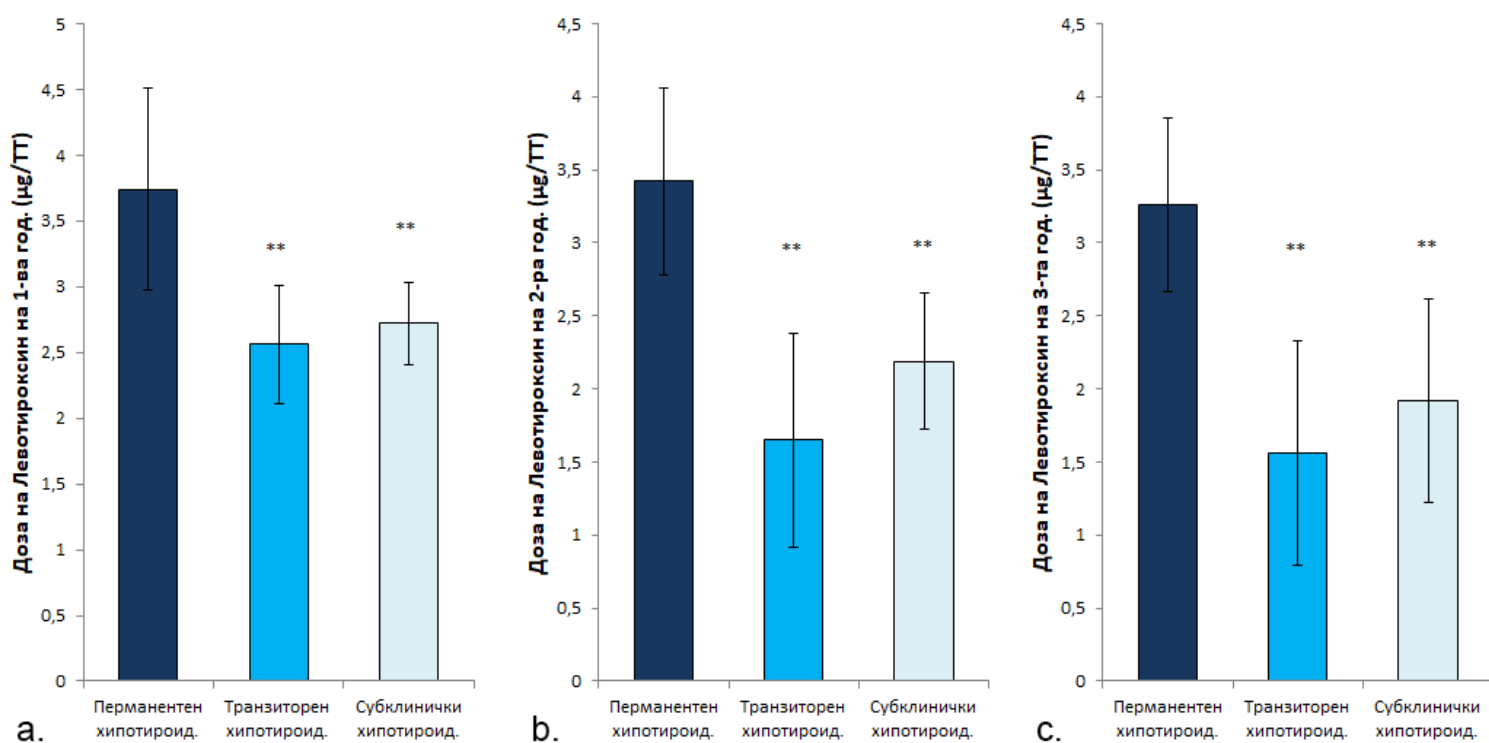 Доза на Левотироксин на 1-ва год. (µg/ТТ)
5
4,5
4
3,5
3
2,5
2
1,5
1
0,5
0
**
**
Перманентен хипотироид.
Транзиторен хипотироид.
Субклинички хипотироид.
a.
Доза на Левотироксин на 2-ра год. (µg/ТТ)
4,5
4
3,5
3
2,5
2
1,5
1
0,5
0
**
**
Перманентен хипотироид.
Транзиторен хипотироид.
Субклинички хипотироид.
b.
Доза на Левотироксин на 3-та год. (µg/ТТ)
4,5
4
3,5
3
2,5
2
1,5
1
0,5
0
**
**
Перманентен хипотироид.
Транзиторен хипотироид.
Субклинички хипотироид.
c.